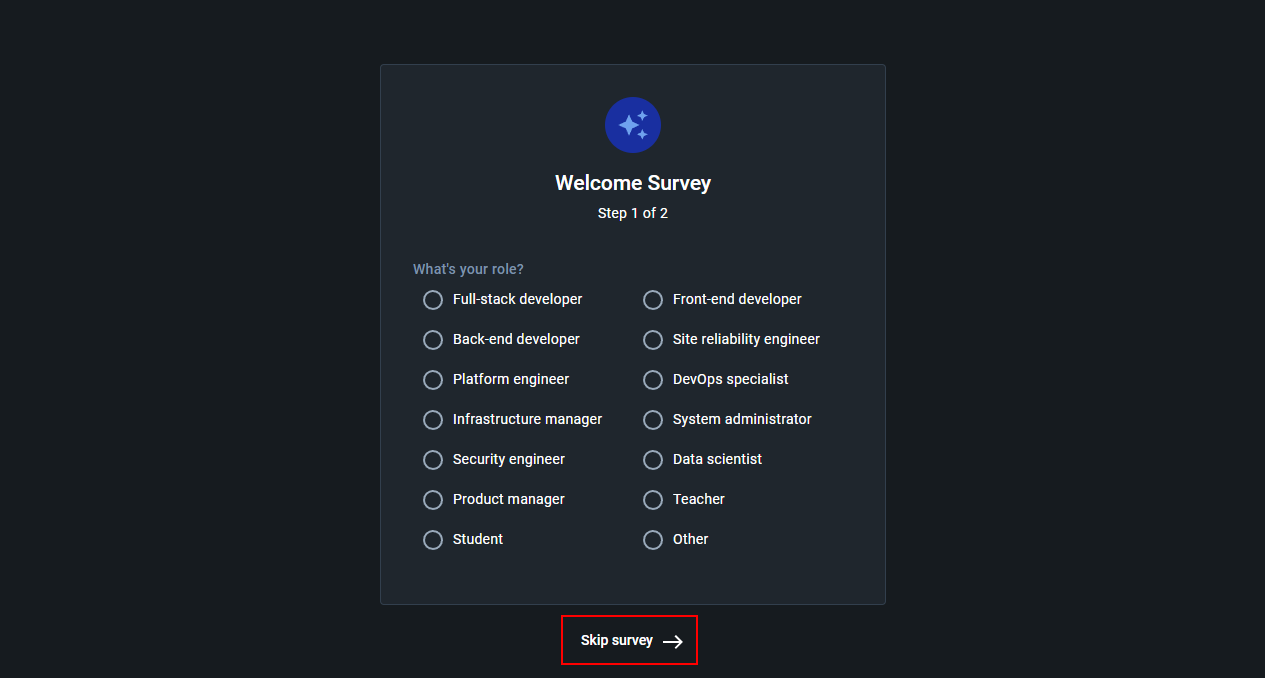 Welcome Survey
Step 1 of 2
What's your role?
Full-stack developer
Front-end developer
Back-end developer
Site reliability engineer
Platform engineer
DevOps specialist
Infrastructure manager
System administrator
Security engineer
Data scientist
Product manager
Teacher
Student
Other
Skip survey